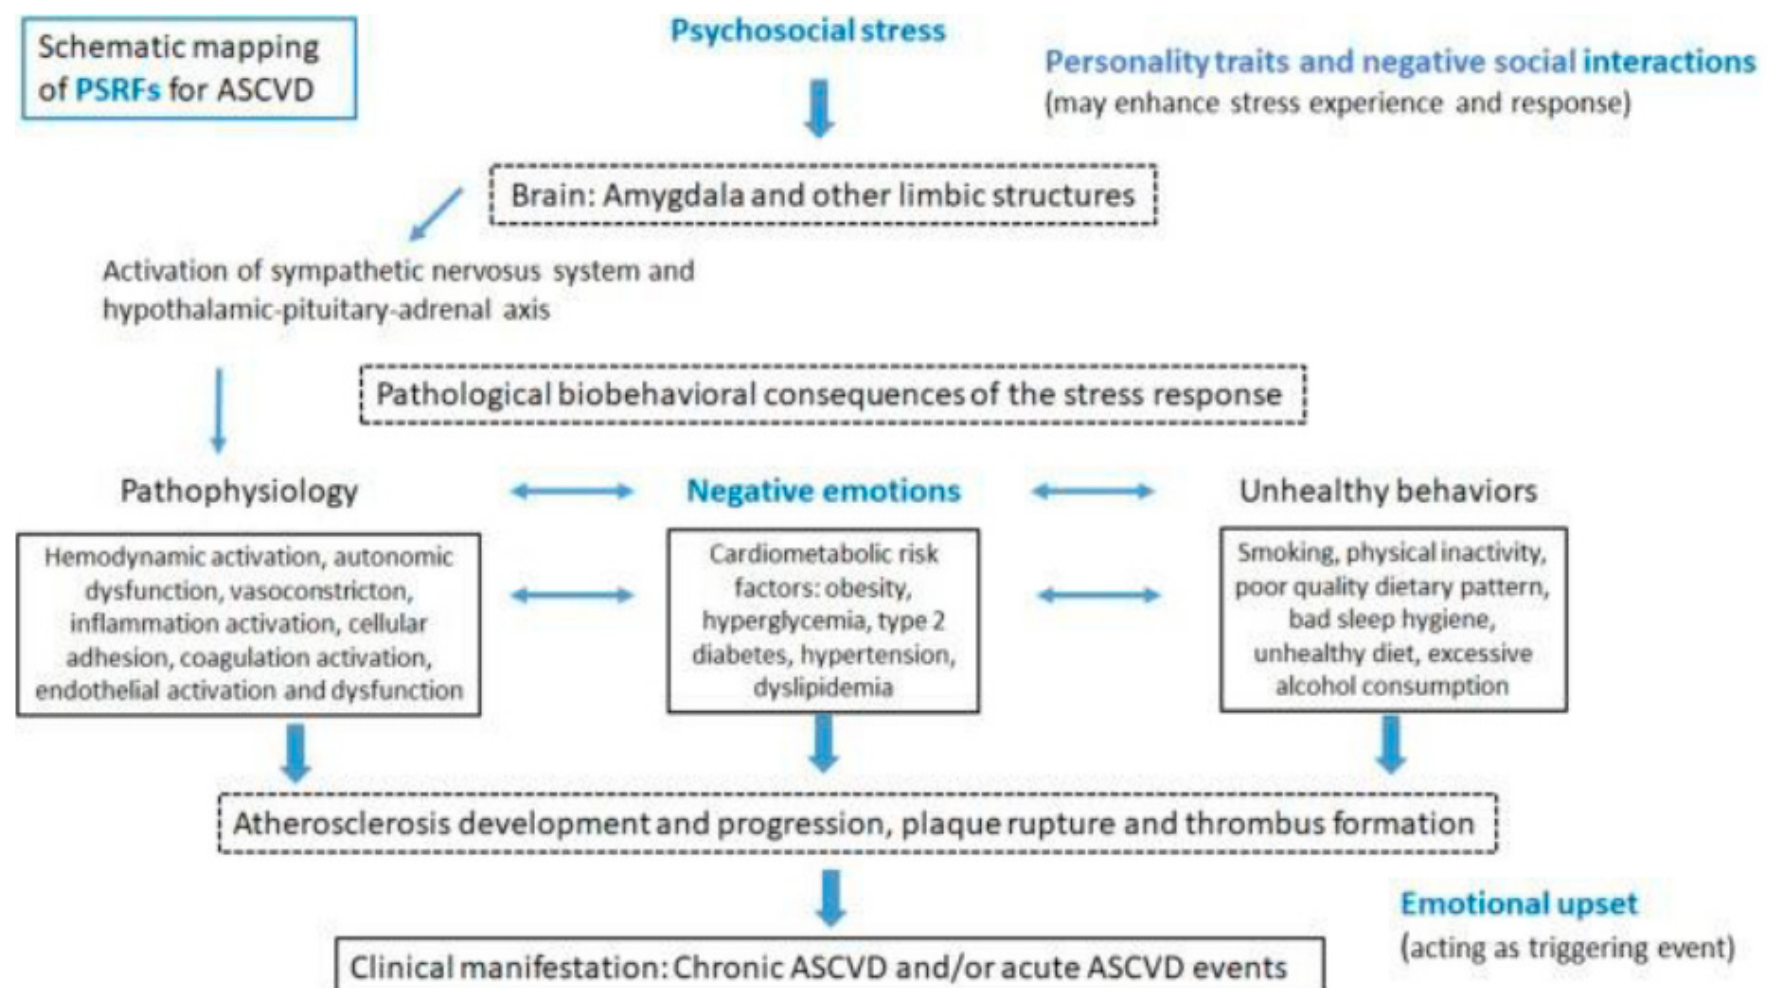 Schematic mapping
of PSRFs for ASCVD
Psychosocial stress
Personality traits and negative social interactions
(may enhance stress experience and response)
Brain: Amygdala and other limbic structures
Activation of sympathetic nervosus system and
hypothalamic-pituitary-adrenal axis
Pathological biobehavioral consequences of the stress response
Pathophysiology
Negative emotions
Unhealthy behaviors
Hemodynamic activation, autonomic
dysfunction, vasoconstricton,
inflammation activation, cellular
adhesion, coagulation activation,
endothelial activation and dysfunction
Cardiometabolic risk
factors: obesity,
hyperglycemia, type 2
diabetes, hypertension,
dyslipidemia
Smoking, physical inactivity,
poor quality dietary pattern,
bad sleep hygiene,
unhealthy diet, excessive
alcohol consumption
Atherosclerosis development and progression, plaque rupture and thrombus formation
Emotional upset
(acting as triggering event)
Clinical manifestation: Chronic ASCVD and/or acute ASCVD events